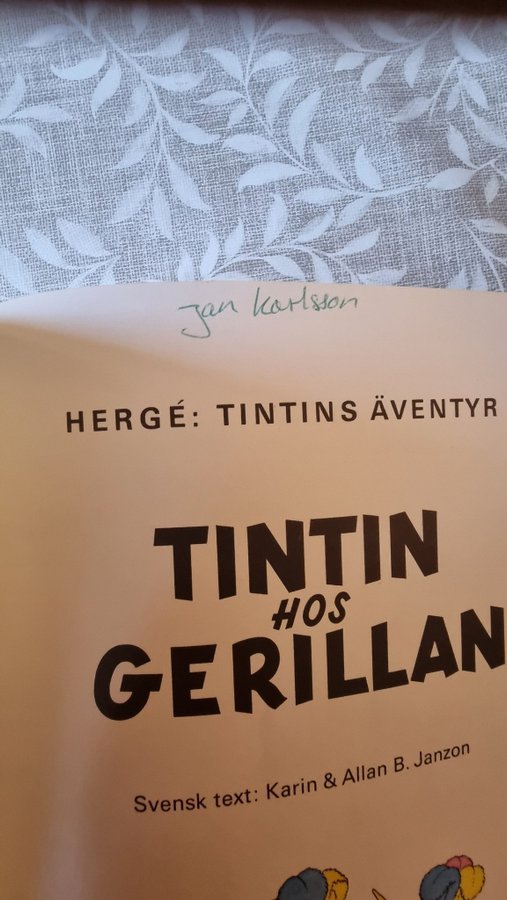 Jan Karlsson
HERGÉ: TINTINS ÄVENTYR
TINTIN
HOS
GERILLAN
Svensk text: Karin & Allan B. Janzon